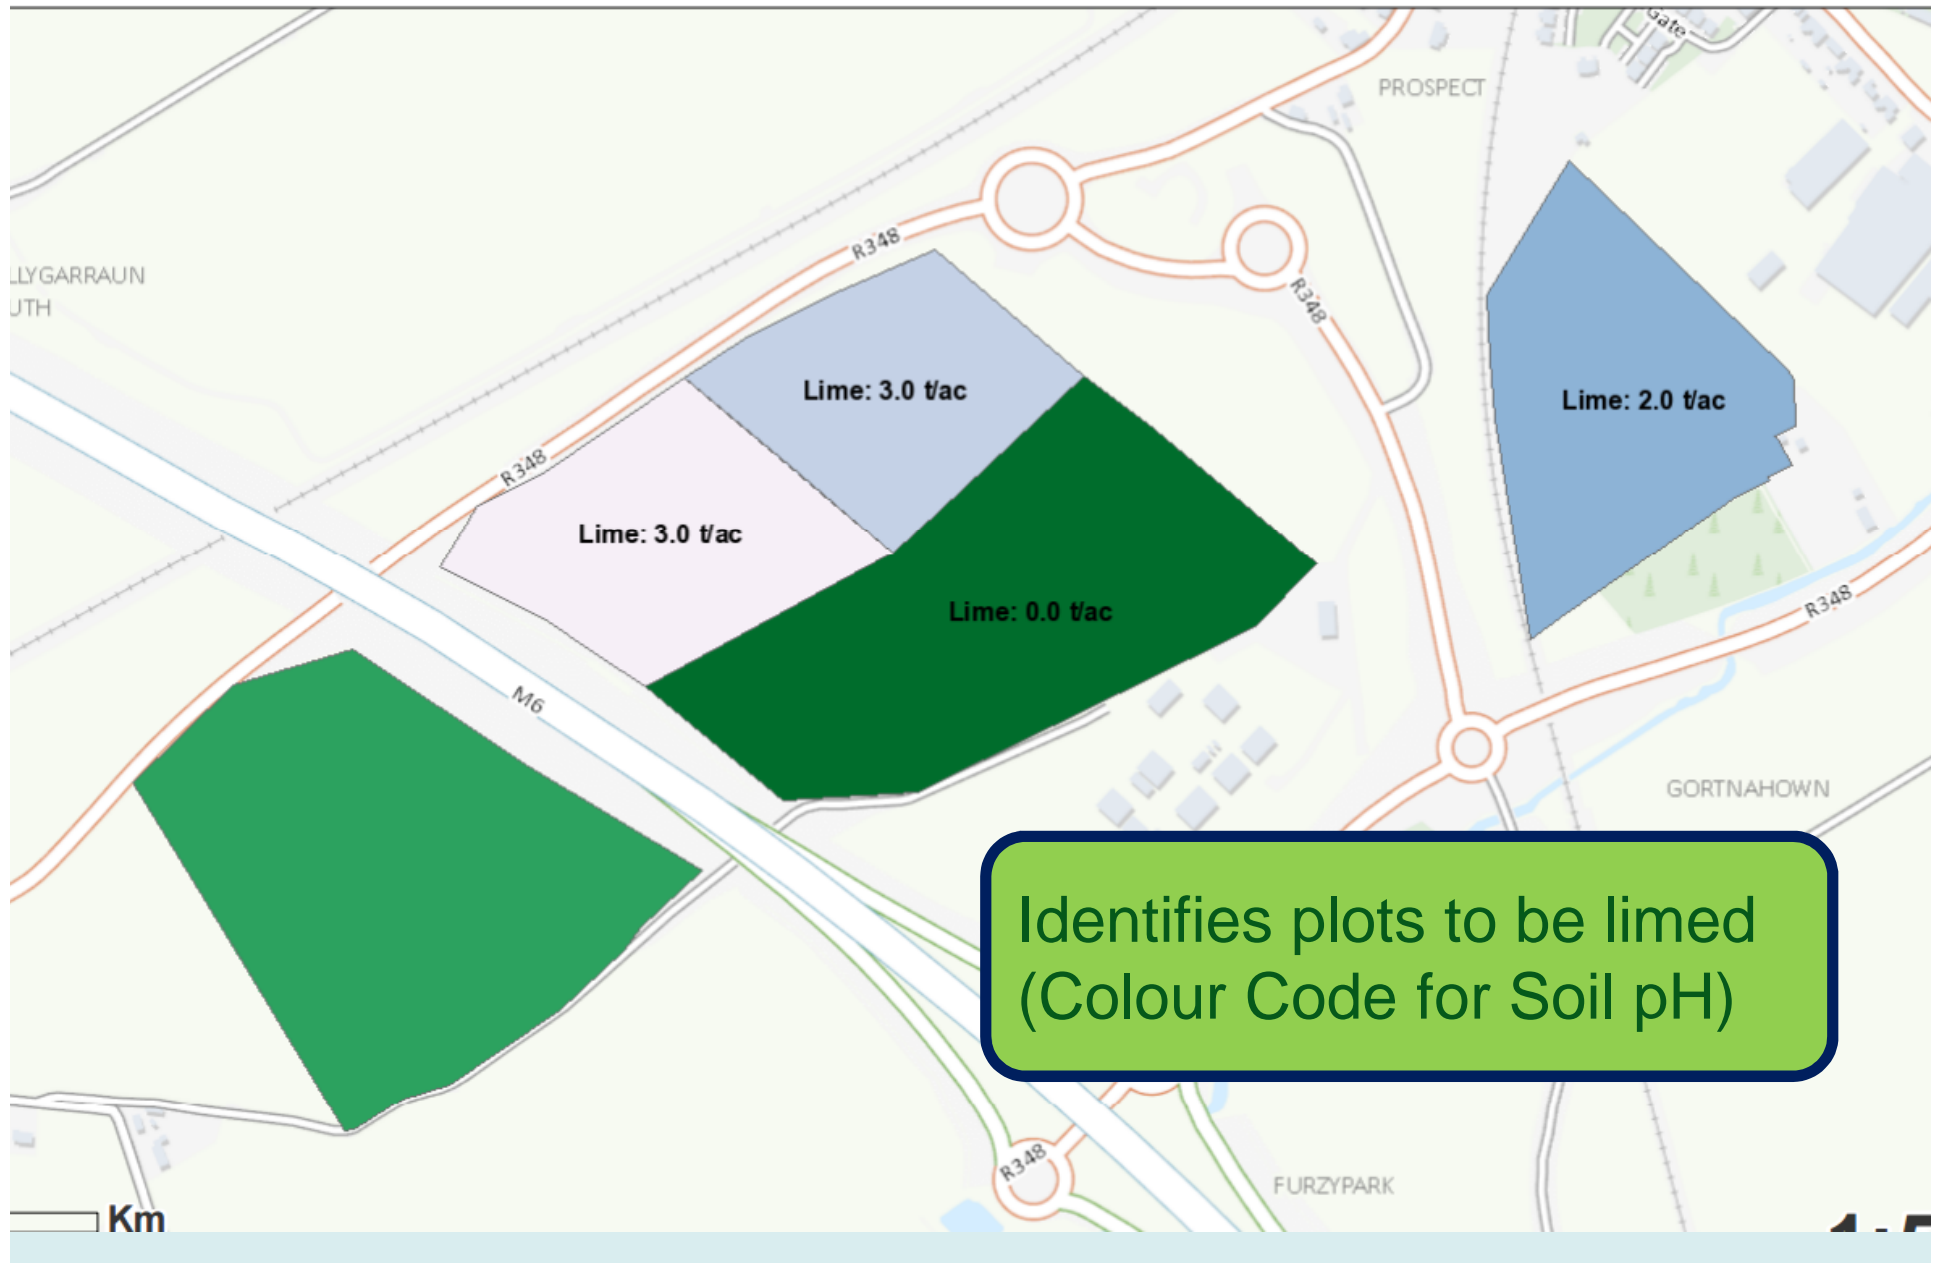 Gate
PROSPECT
R348
LLYGARRAUN
UTH
R348
Lime: 3.0 t/ac
Lime: 2.0 t/ac
R348
Lime: 3.0 t/ac
Lime: 0.0 t/ac
R348
M6
GORTNAHOWN
Identifies plots to be limed
(Colour Code for Soil pH)
R348
FURZYPARK
Km